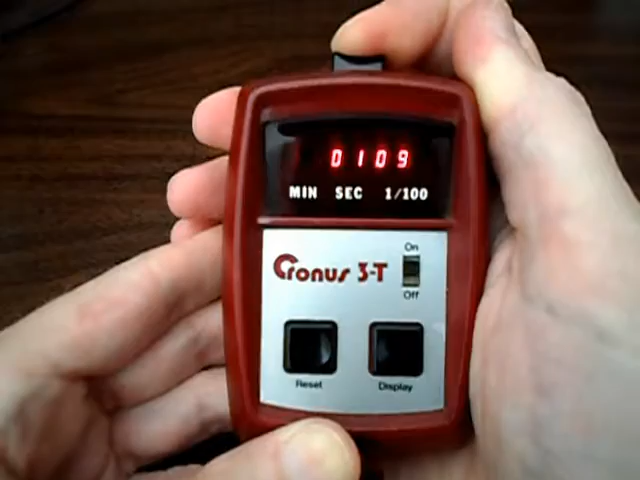 0109
MIN SEC 1/100
On
Cronus 3-T
Off
Reset Display